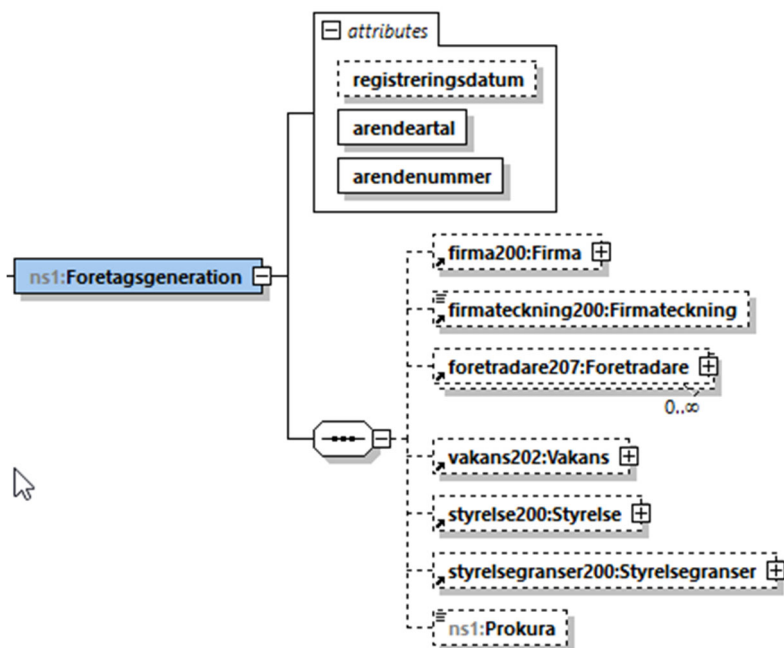 attributes
registreringsdatum
arendeartal
arendenummer
ns1:Foretagsgeneration
firma200:Firma
firmateckning200:Firmateckning
foretradare207:Foretradare
0..∞
vakans202:Vakans
styrelse200:Styrelse
styrelsegranser200:Styrelsegranser
ns1:Prokura